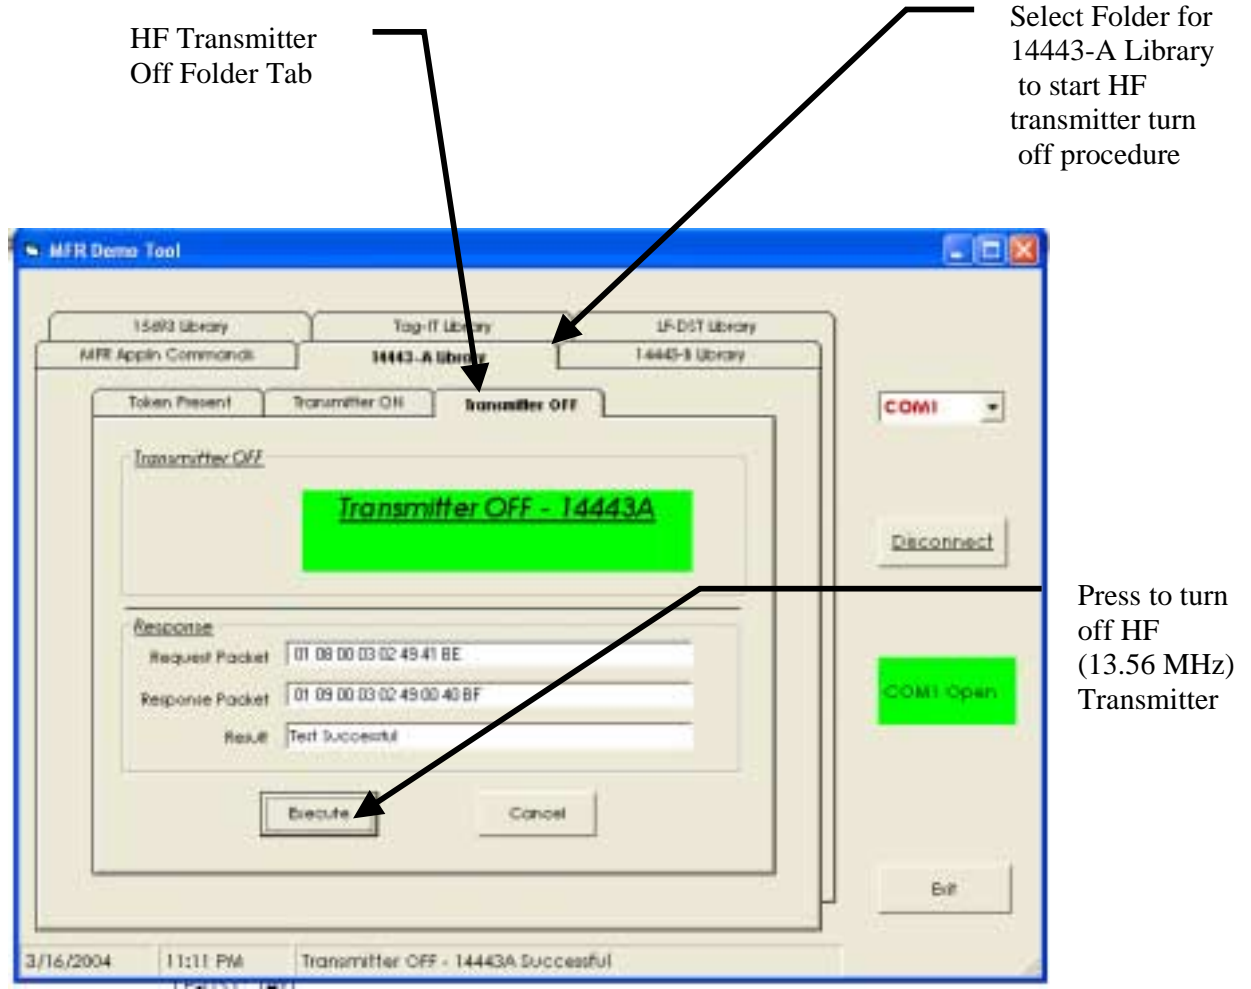 HF Transmitter
Off Folder Tab
Select Folder for
14443-A Library
to start HF
transmitter turn
off procedure
MFR Demo Tool
15693 Library
Tag-IT Library
LF-DST Library
MFR Appln Commands
14443-A Library
14443-B Library
Token Present
Transmitter ON
Transmitter OFF
COM1
Transmitter OFF
Transmitter OFF - 14443A
Disconnect
Press to turn
off HF
(13.56 MHz)
Transmitter
Response
Request Packet
01 08 00 03 02 49 41 BE
Response Packet
01 09 00 03 02 49 00 40 BF
Result
Test Successful
COM1 Open
Execute
Cancel
Exit
3/16/2004
11:11 PM
Transmitter OFF - 14443A Successful